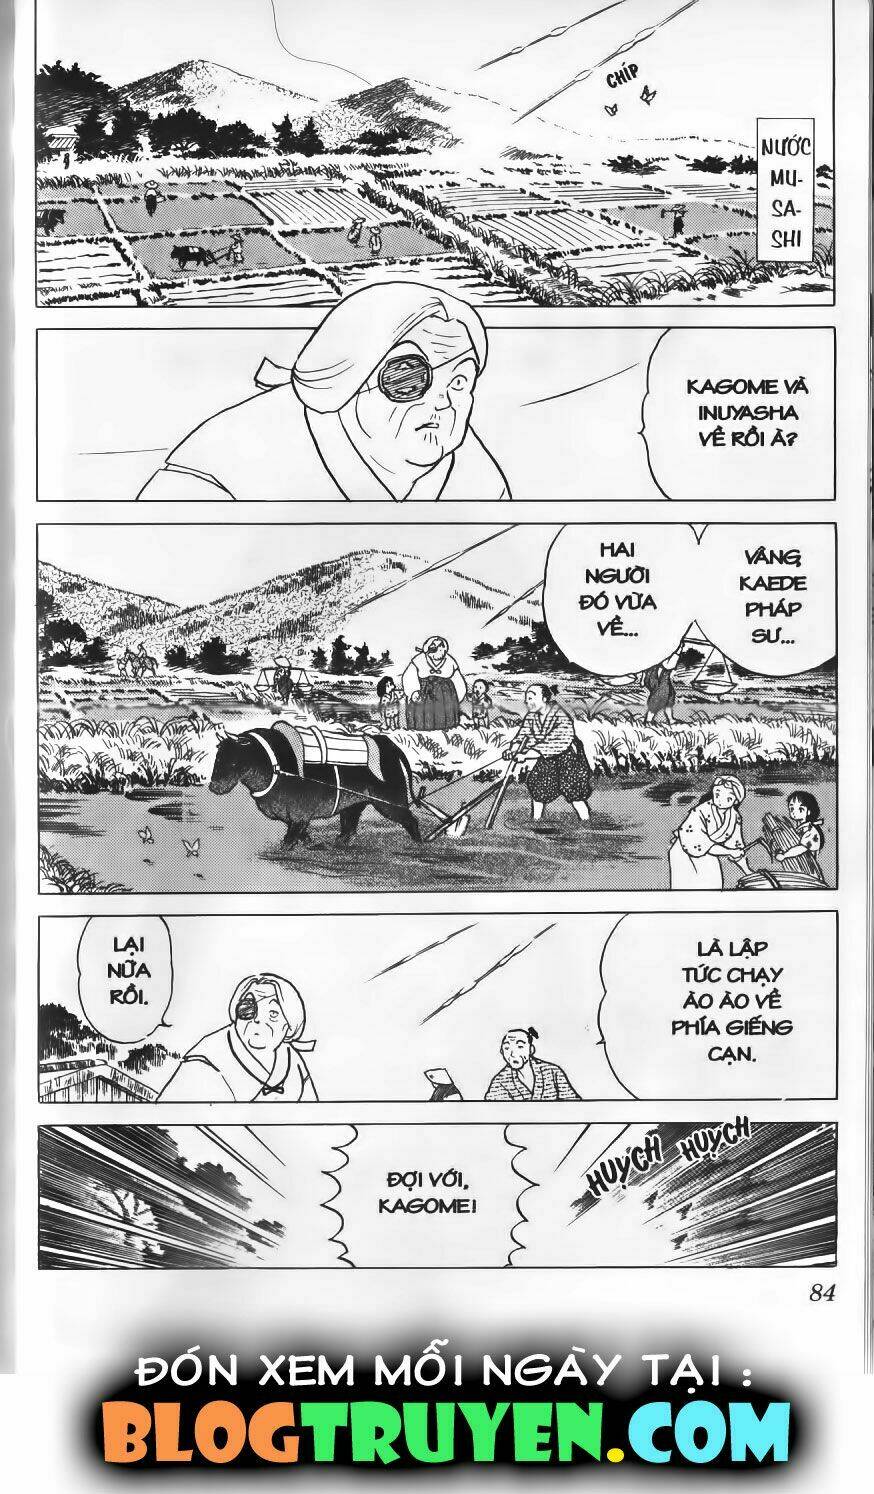 CHÍP
NƯỚC
MU-
SA-
SHI
KAGOME VÀ
INUYASHA
VỀ RỒI À?
VÂNG,
KAEDE
PHÁP
SƯ...
HAI
NGƯỜI
ĐÓ VỪA
VỀ...
LÀ LẬP
TỨC CHẠY
ÀO ÀO VỀ
PHÍA GIẾNG
CẠN.
LẠI
NỮA
RỒI.
HUỴCH HUỴCH
ĐỢI VỚI,
KAGOME!
84
ĐÓN XEM MỖI NGÀY TẠI :
BLOGTRUYEN.COM